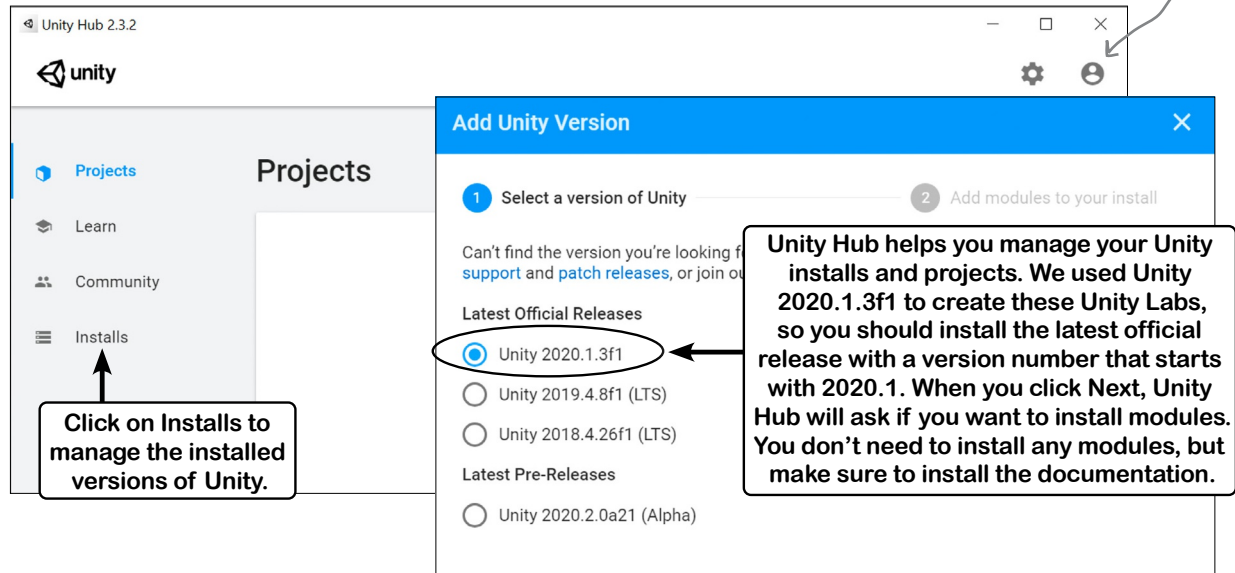 Unity Hub 2.3.2
unity
Projects
Learn
Community
Installs
Projects
Click on Installs to
manage the installed
versions of Unity.
Add Unity Version
1 Select a version of Unity
2 Add modules to your install
Can't find the version you're looking
support and patch releases, or join
Latest Official Releases
Unity 2020.1.3f1
Unity 2019.4.8f1 (LTS)
Unity 2018.4.26f1 (LTS)
Latest Pre-Releases
Unity 2020.2.0a21 (Alpha)
Unity Hub helps you manage your Unity
installs and projects. We used Unity
2020.1.3f1 to create these Unity Labs,
so you should install the latest official
release with a version number that starts
with 2020.1. When you click Next, Unity
Hub will ask if you want to install modules.
You don't need to install any modules, but
make sure to install the documentation.